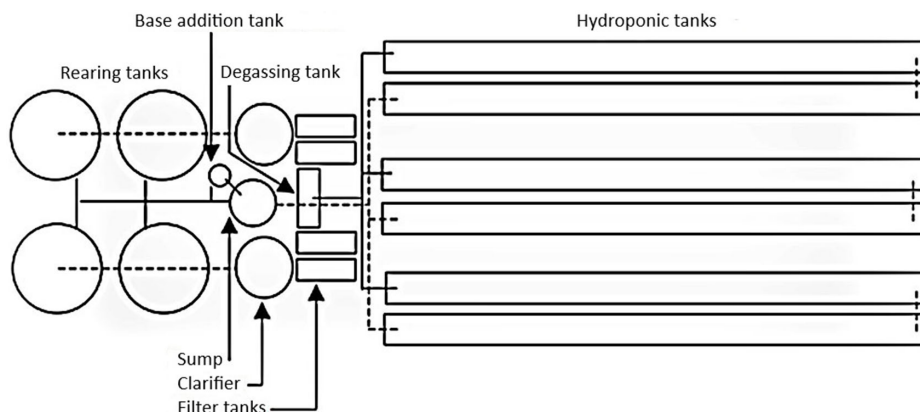 Base addition tank
Hydroponic tanks
Rearing tanks
Degassing tank
Sump
Clarifier
Filter tanks